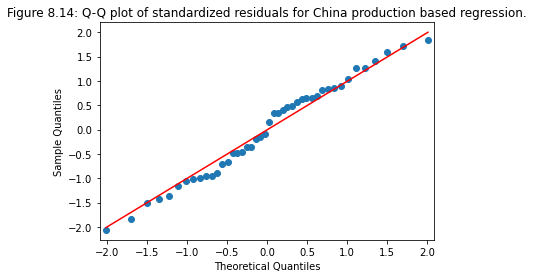 Figure 8.14: Q-Q plot of standardized residuals for China production based regression.
2.0
1.5
1.0
0.5
0.0
−0.5
−1.0
−1.5
−2.0
Sample Quantiles
−2.0 −1.5 −1.0 −0.5 0.0 0.5 1.0 1.5 2.0
Theoretical Quantiles